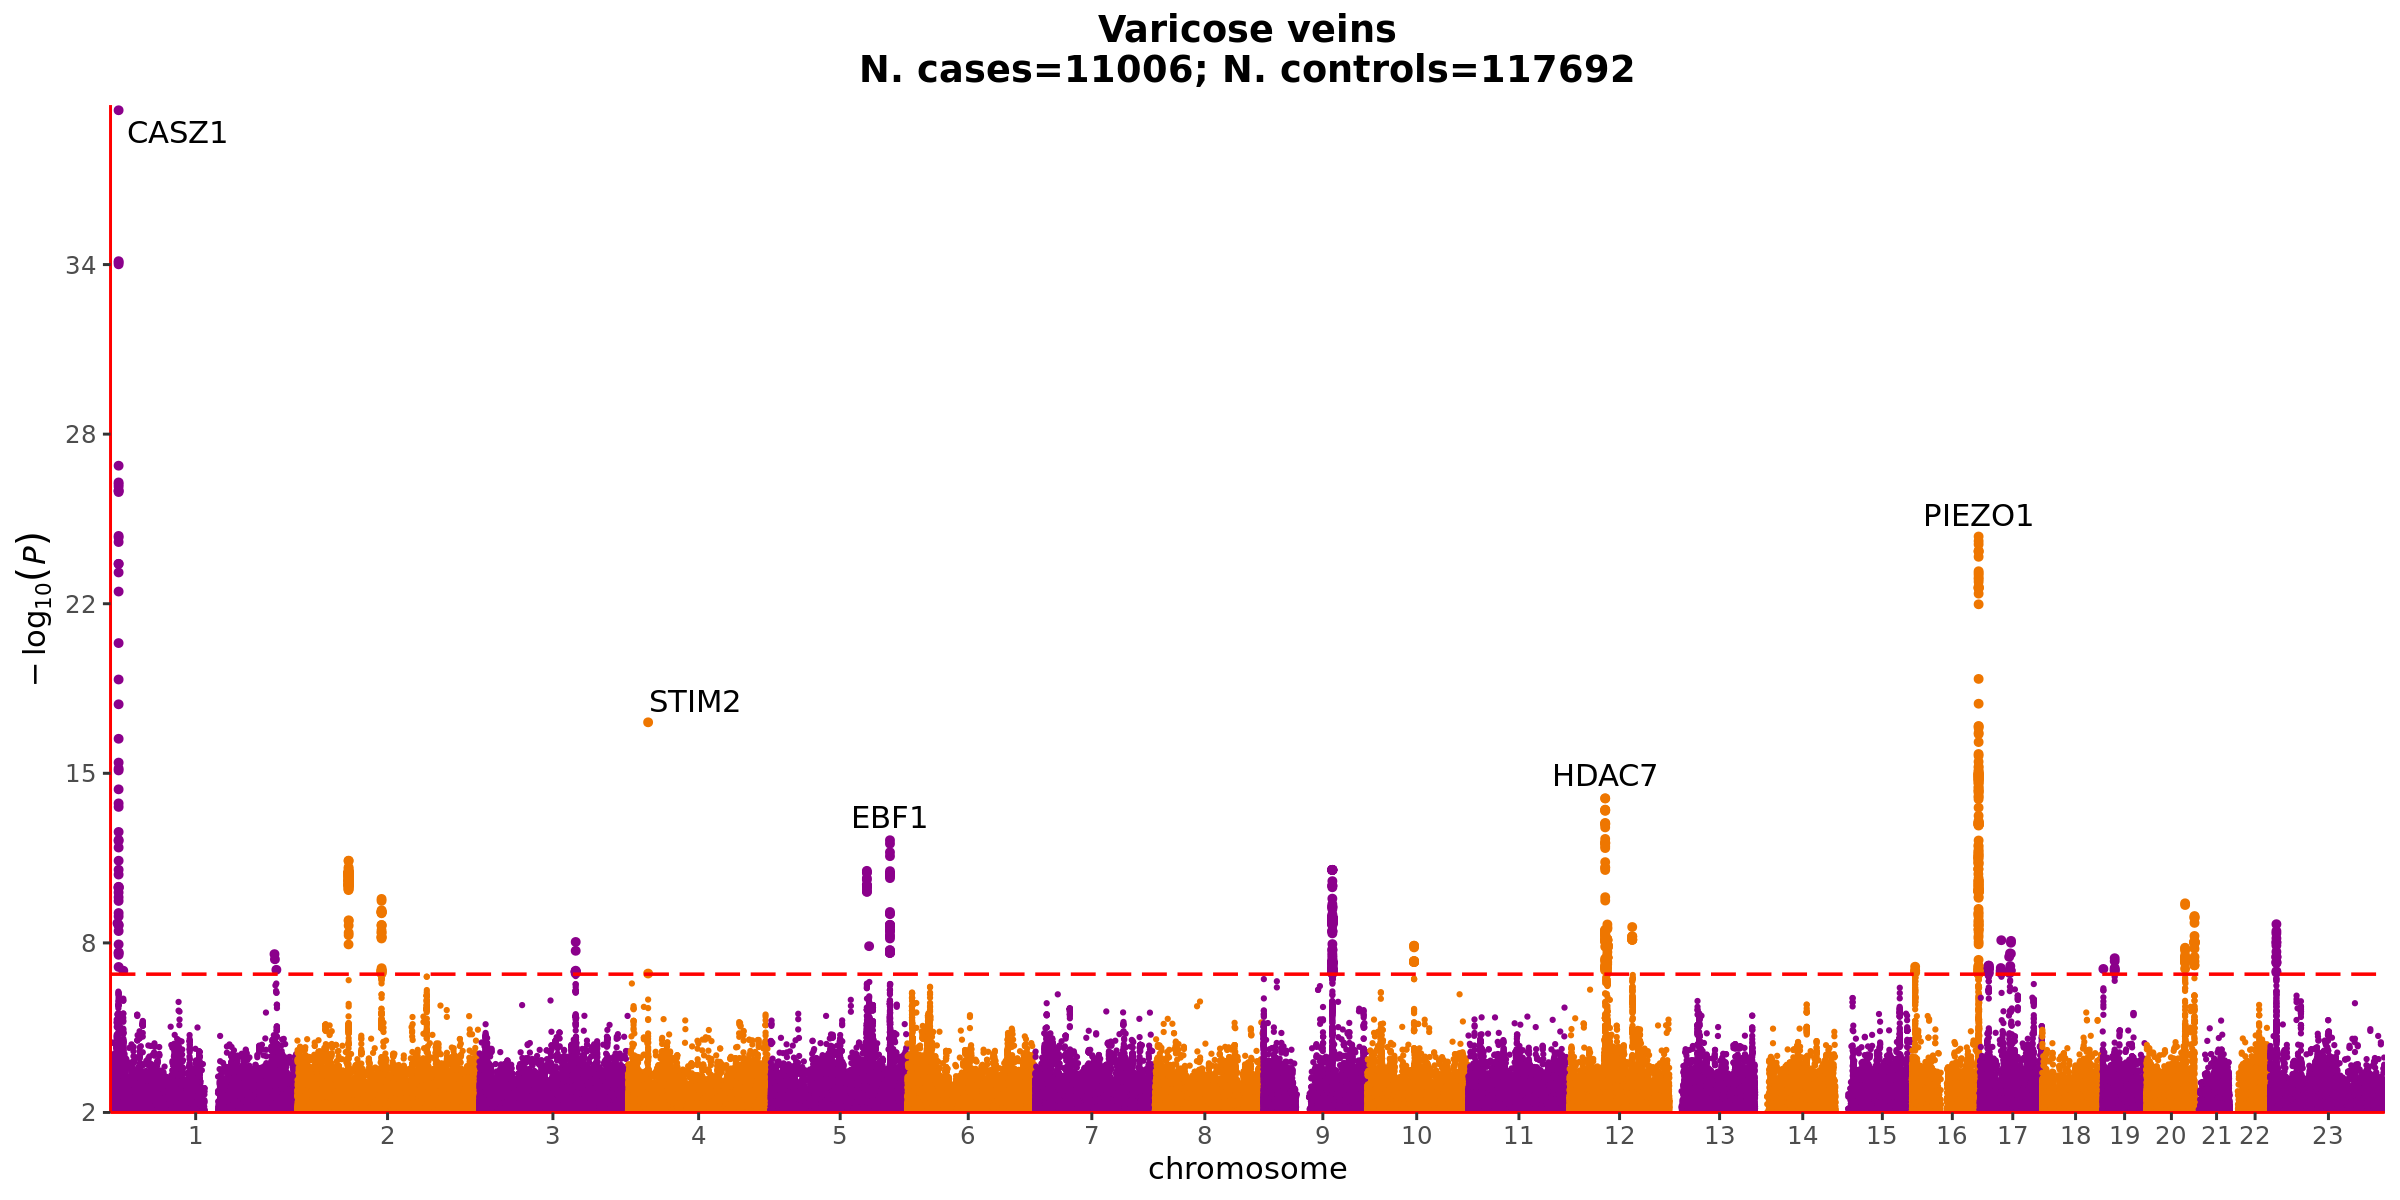 Varicose veins
N. cases=11006; N. controls=117692
CASZ1
34
28
PIEZO1
− log10(P)
22
STIM2
15
HDAC7
EBF1
8
2
1 2 3 4 5 6 7 8 9 10 11 12 13 14 15 16 17 18 19 20 21 22 23
chromosome